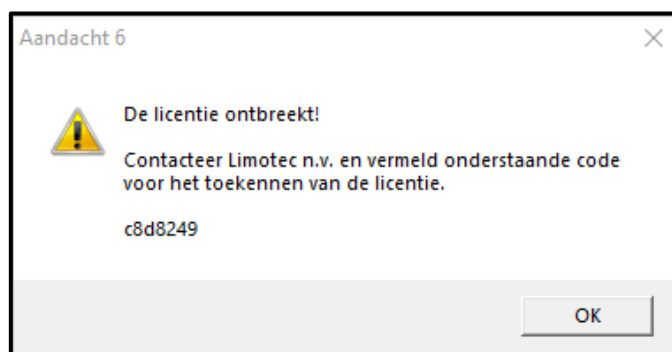 Aandacht 6
De licentie ontbreekt!
Contacteer Limotec n.v. en vermeld onderstaande code
voor het toekennen van de licentie.
c8d8249
OK